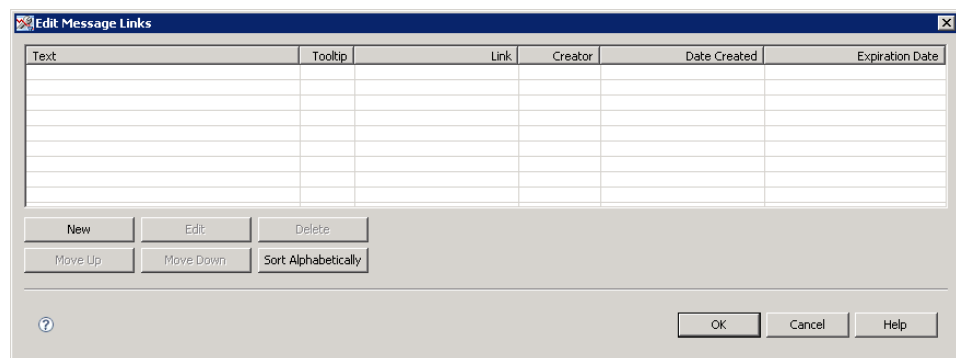 Edit Message Links
Text Tooltip Link Creator Date Created Expiration Date
New Edit Delete
Move Up Move Down Sort Alphabetically
? OK Cancel Help